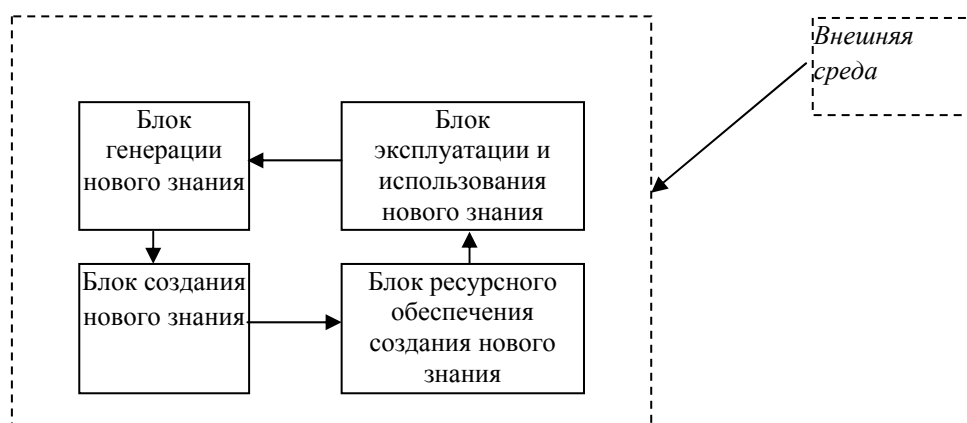 Внешняя
среда
Блок
генерации
нового знания
Блок
эксплуатации и
использования
нового знания
Блок создания
нового знания
Блок ресурсного
обеспечения
создания нового
знания